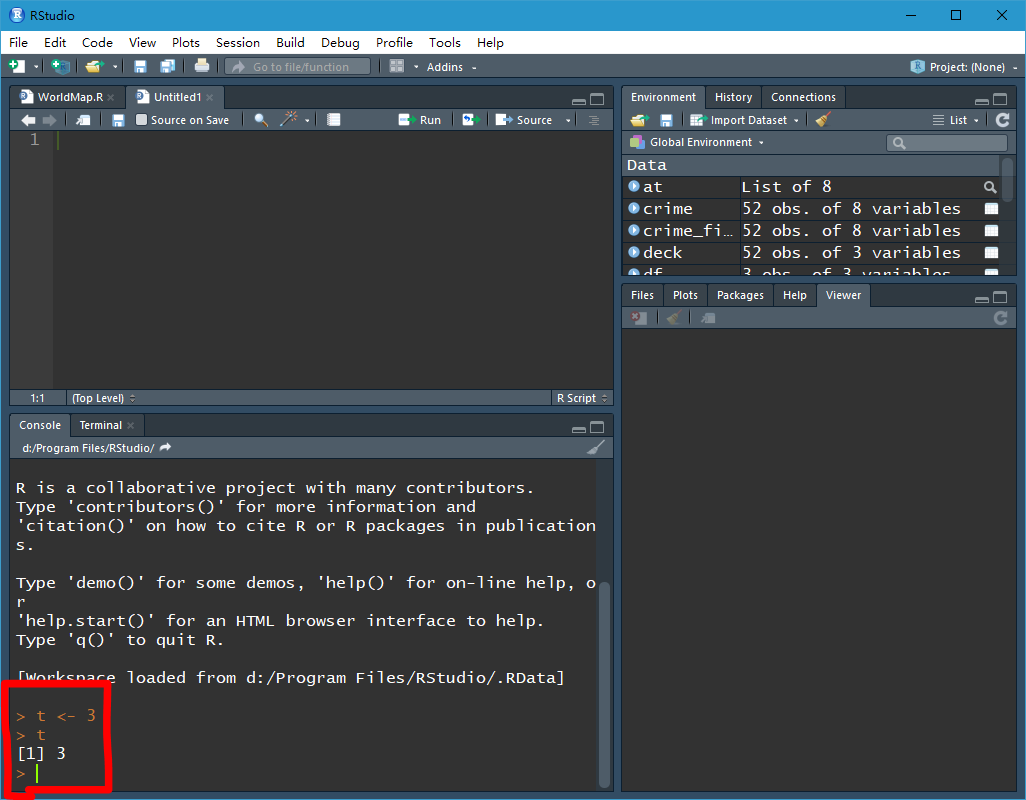 RStudio
File Edit Code View Plots Session Build Debug Profile Tools Help
Go to file/function Addins Project: (None)
WorldMap.R Untitled1
Source on Save Run Source
1
1:1 (Top Level) R Script
Console Terminal
d:/Program Files/RStudio/
R is a collaborative project with many contributors.
Type 'contributors()' for more information and
'citation()' on how to cite R or R packages in publication
s.
Type 'demo()' for some demos, 'help()' for on-line help, o
r
'help.start()' for an HTML browser interface to help.
Type 'q()' to quit R.
[Workspace loaded from d:/Program Files/RStudio/.RData]
> t <- 3
> t
[1] 3
>
Environment History Connections
Import Dataset List
Global Environment
Data
at List of 8
crime 52 obs. of 8 variables
crime_fi... 52 obs. of 8 variables
deck 52 obs. of 3 variables
df 3 obs. of 3 variables
Files Plots Packages Help Viewer